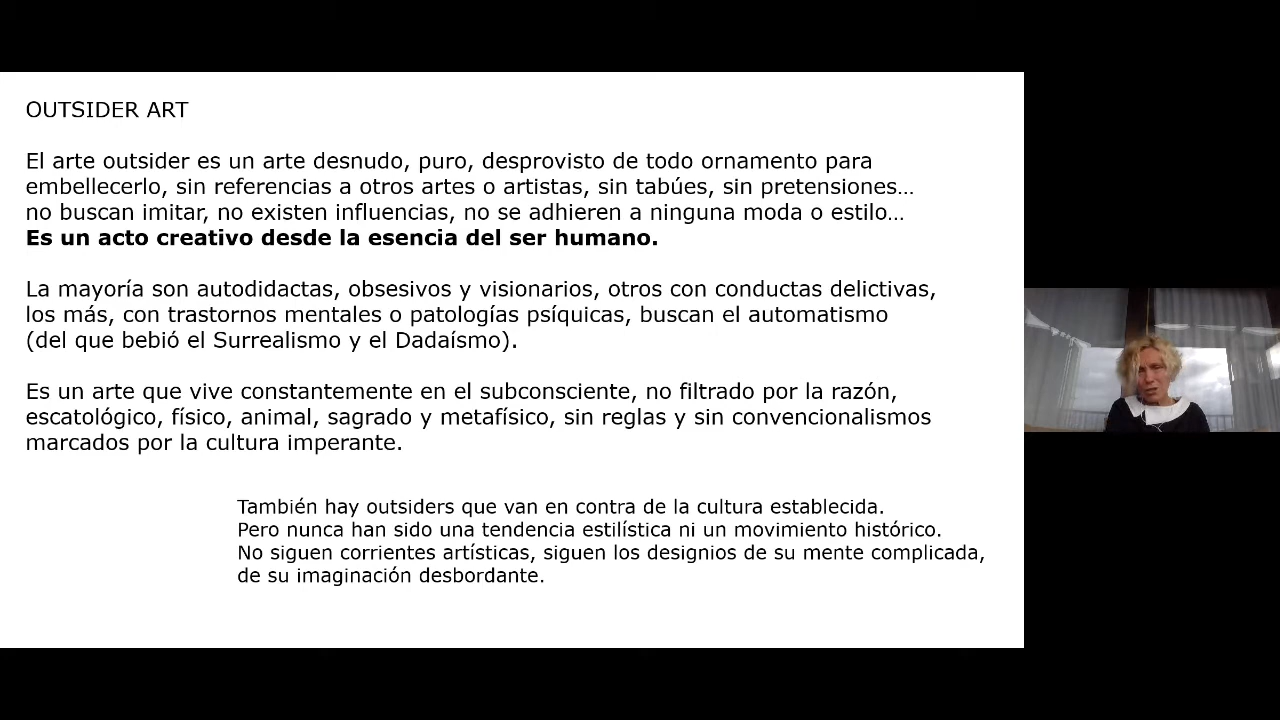 OUTSIDER ART
El arte outsider es un arte desnudo, puro, desprovisto de todo ornamento para
embellecerlo, sin referencias a otros artes o artistas, sin tabúes, sin pretensiones…
no buscan imitar, no existen influencias, no se adhieren a ninguna moda o estilo…
Es un acto creativo desde la esencia del ser humano.
La mayoría son autodidactas, obsesivos y visionarios, otros con conductas delictivas,
los más, con trastornos mentales o patologías psíquicas, buscan el automatismo
(del que bebió el Surrealismo y el Dadaísmo).
Es un arte que vive constantemente en el subconsciente, no filtrado por la razón,
escatológico, físico, animal, sagrado y metafísico, sin reglas y sin convencionalismos
marcados por la cultura imperante.
También hay outsiders que van en contra de la cultura establecida.
Pero nunca han sido una tendencia estilística ni un movimiento histórico.
No siguen corrientes artísticas, siguen los designios de su mente complicada,
de su imaginación desbordante.